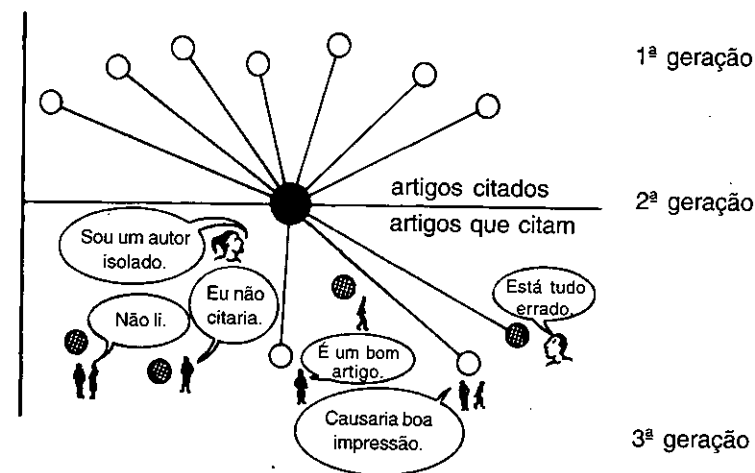 1ª geração
artigos citados
2ª geração
artigos que citam
Sou um autor
isolado.
Está tudo
errado.
Eu não
citaria.
Não li.
É um bom
artigo.
Causaria boa
impressão.
3ª geração